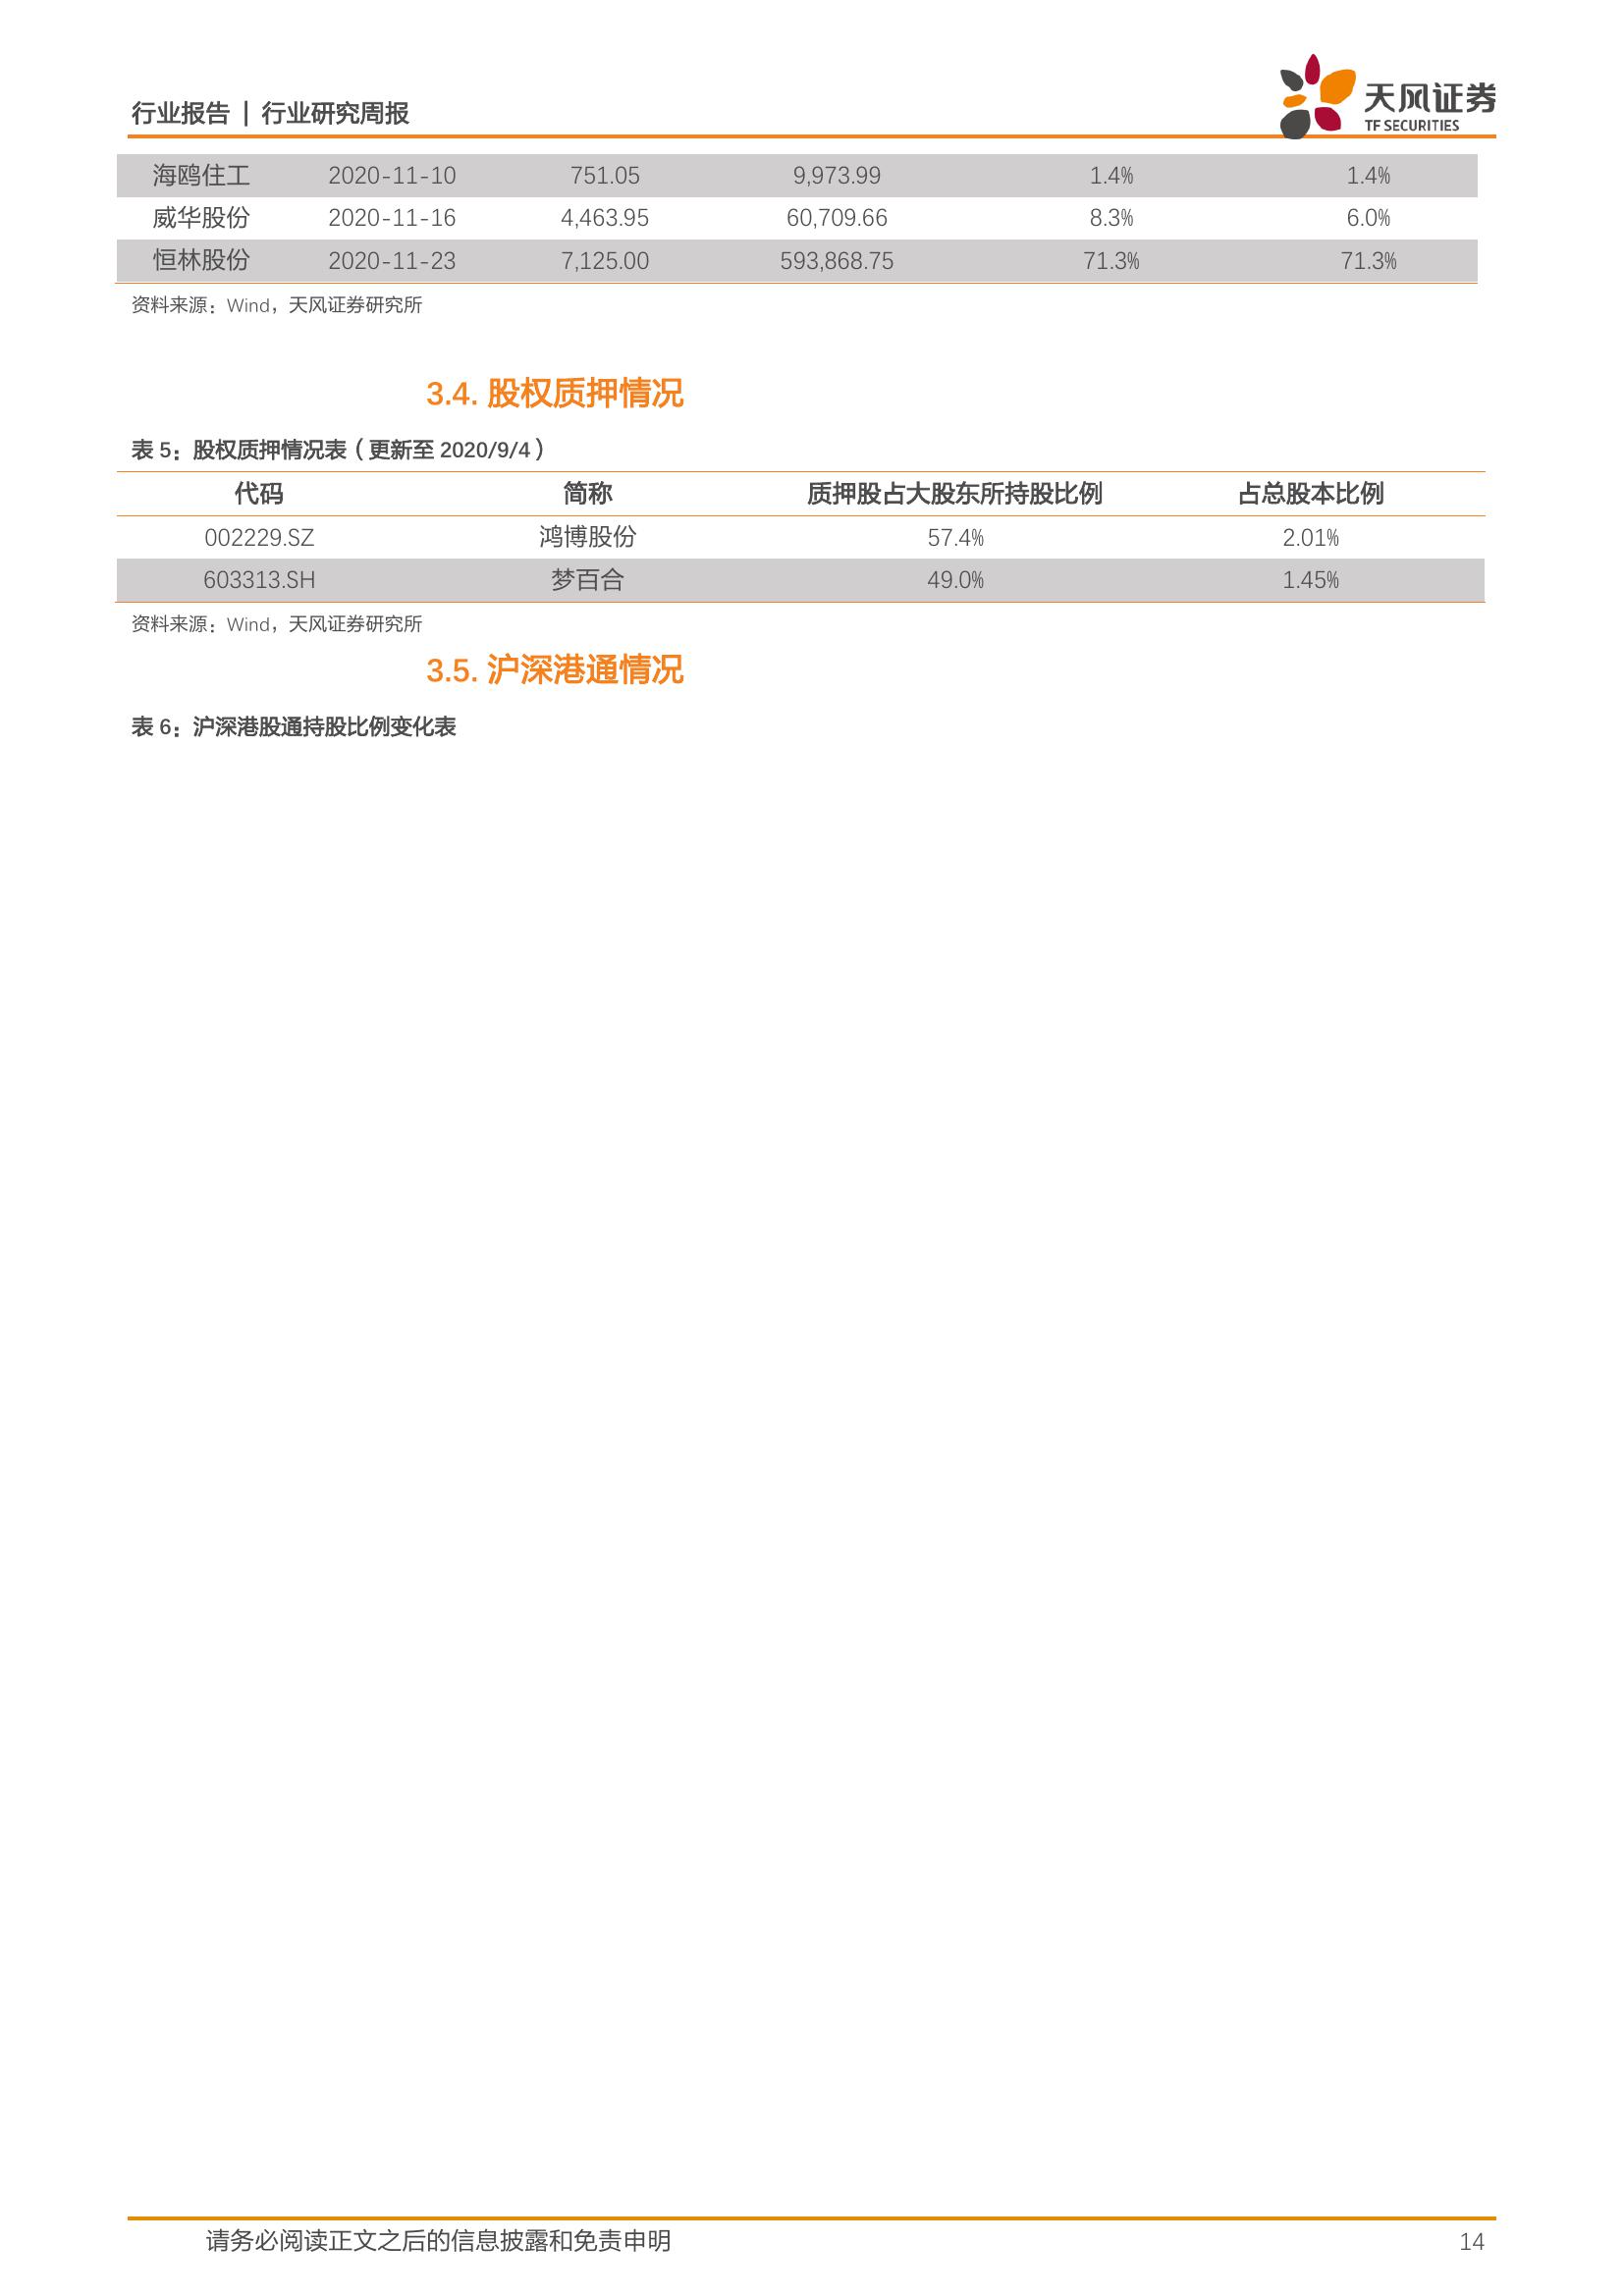 行业报告 | 行业研究周报
天风证券
TF SECURITIES
海鸥住工 2020-11-10 751.05 9,973.99 1.4% 1.4%
威华股份 2020-11-16 4,463.95 60,709.66 8.3% 6.0%
恒林股份 2020-11-23 7,125.00 593,868.75 71.3% 71.3%
资料来源：Wind，天风证券研究所
3.4. 股权质押情况
表 5：股权质押情况表（更新至 2020/9/4）
代码 简称 质押股占大股东所持股比例 占总股本比例
002229.SZ 鸿博股份 57.4% 2.01%
603313.SH 梦百合 49.0% 1.45%
资料来源：Wind，天风证券研究所
3.5. 沪深港通情况
表 6：沪深港股通持股比例变化表
请务必阅读正文之后的信息披露和免责申明 14